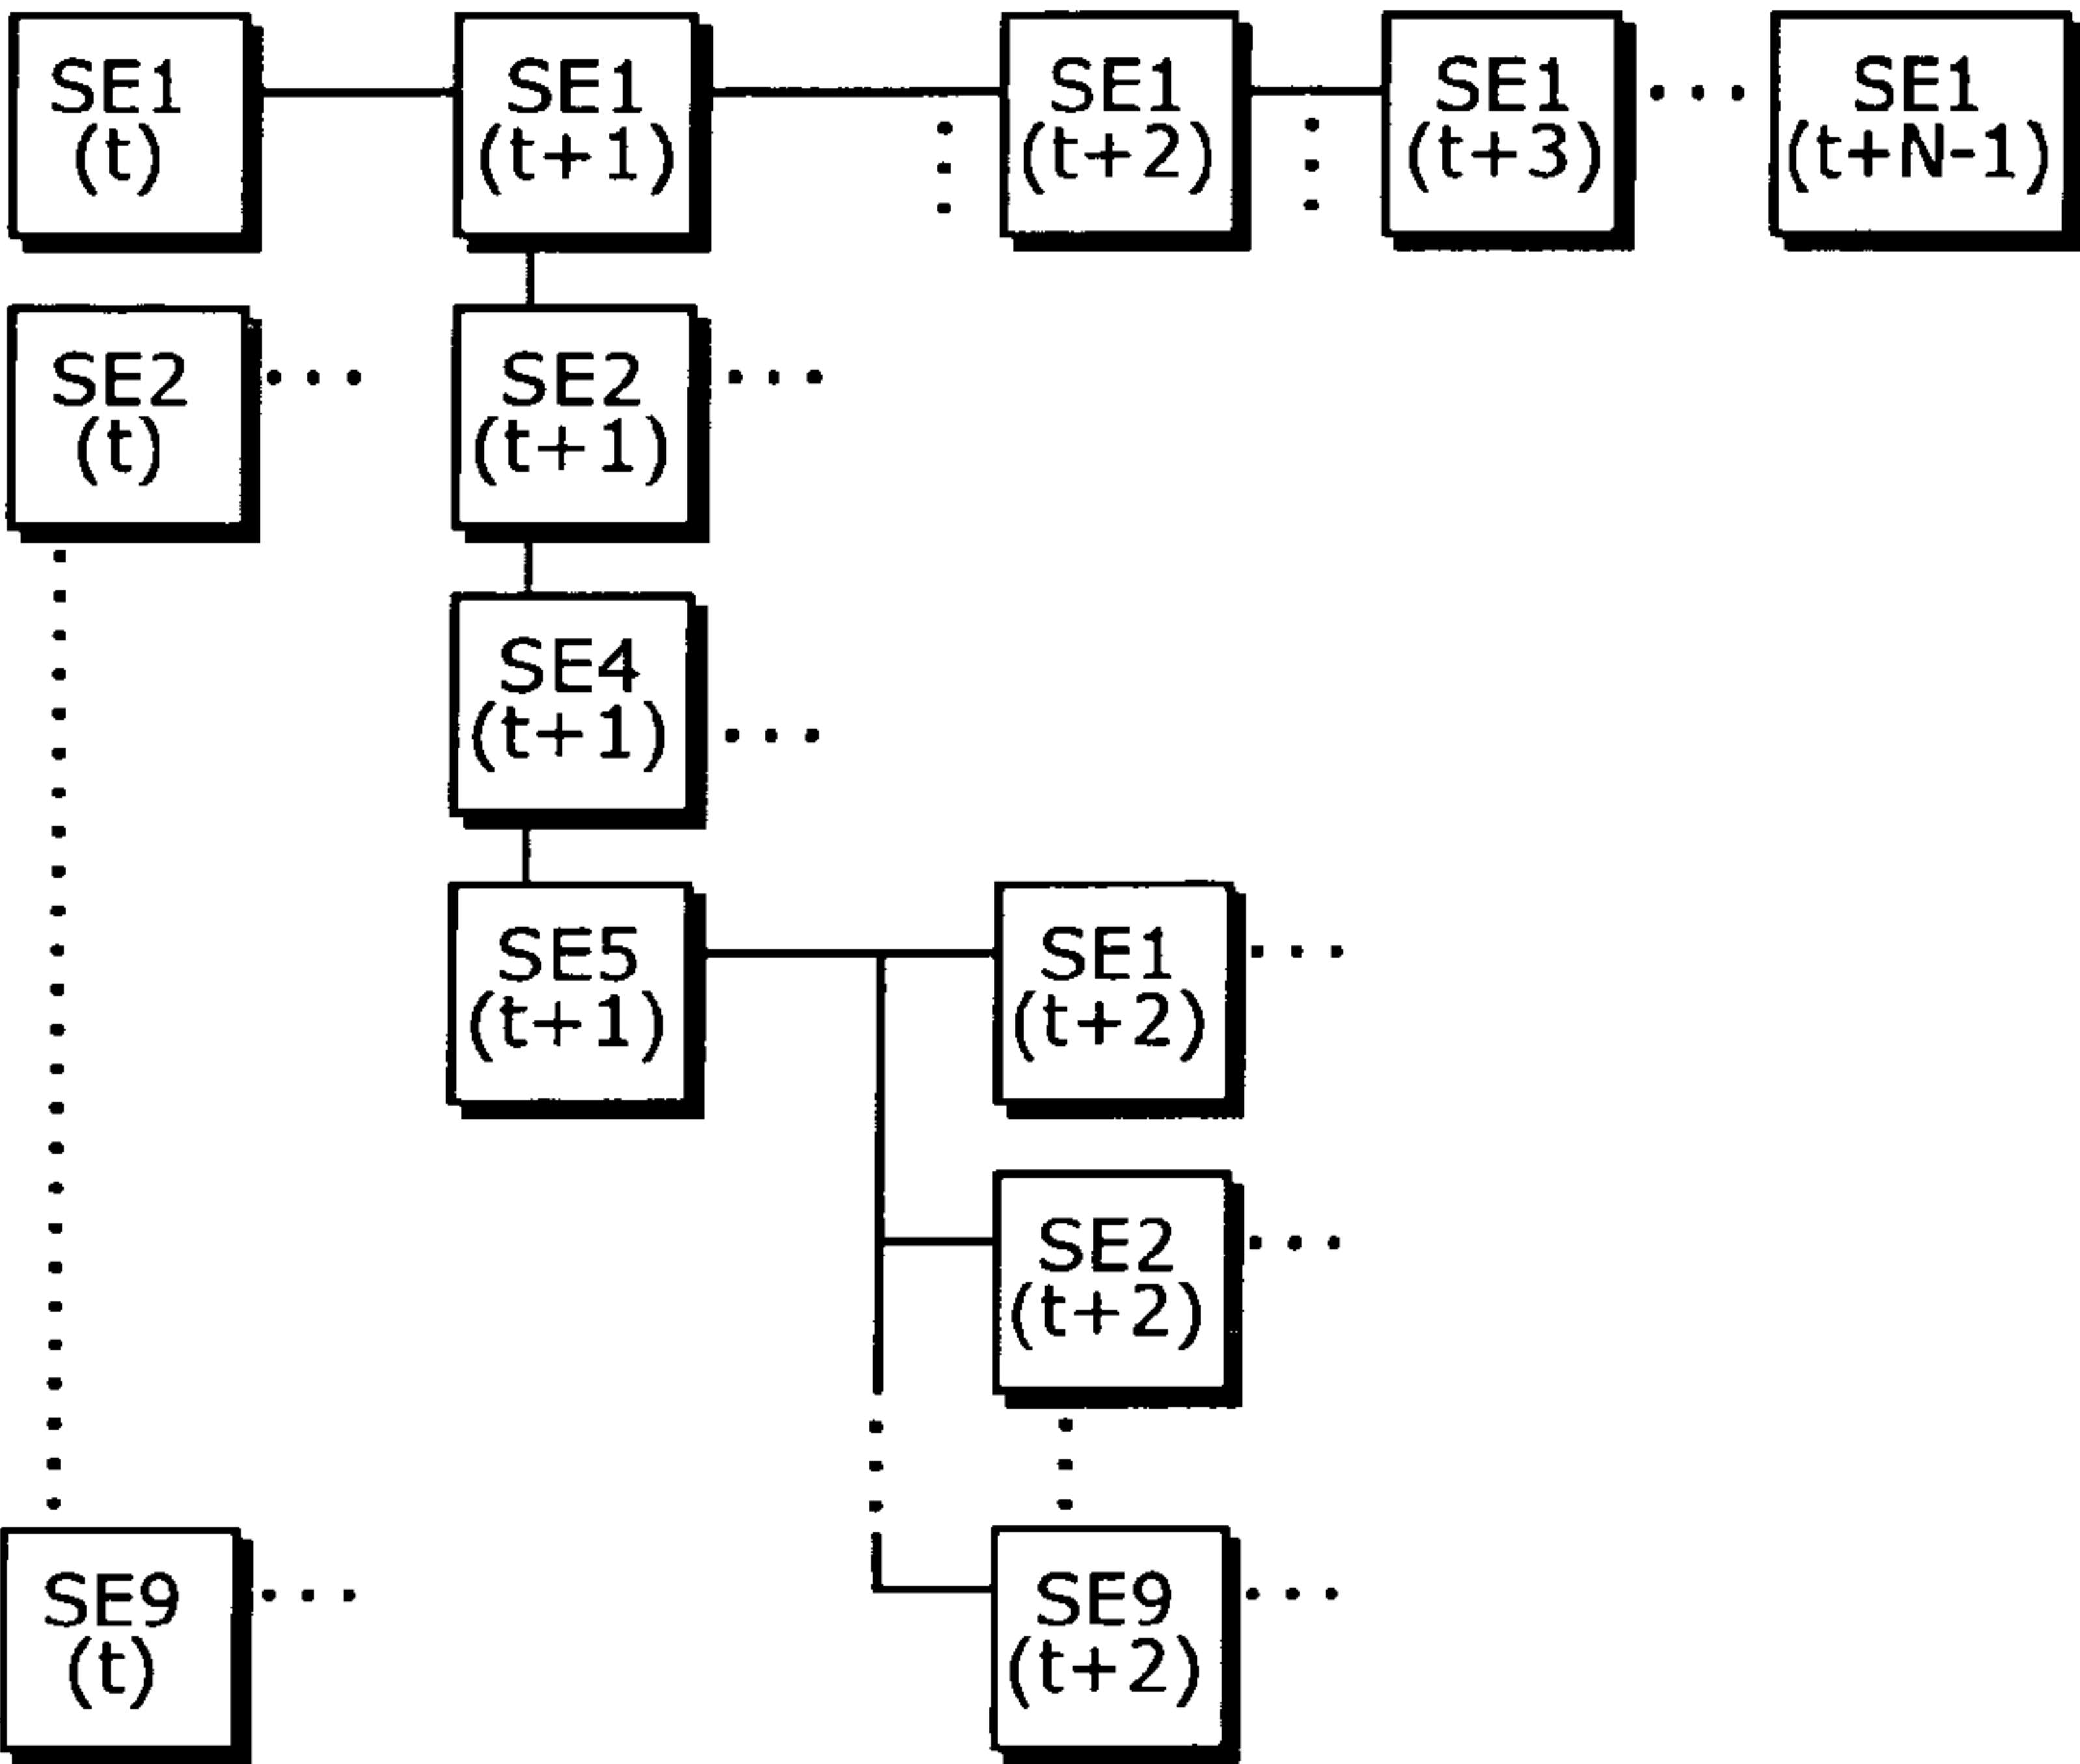 SE1
(t)
SE1
(t+1)
SE1
(t+2)
SE1
(t+3)
SE1
(t+N-1)
SE2
(t)
SE2
(t+1)
SE4
(t+1)
SE5
(t+1)
SE1
(t+2)
SE2
(t+2)
SE9
(t)
SE9
(t+2)